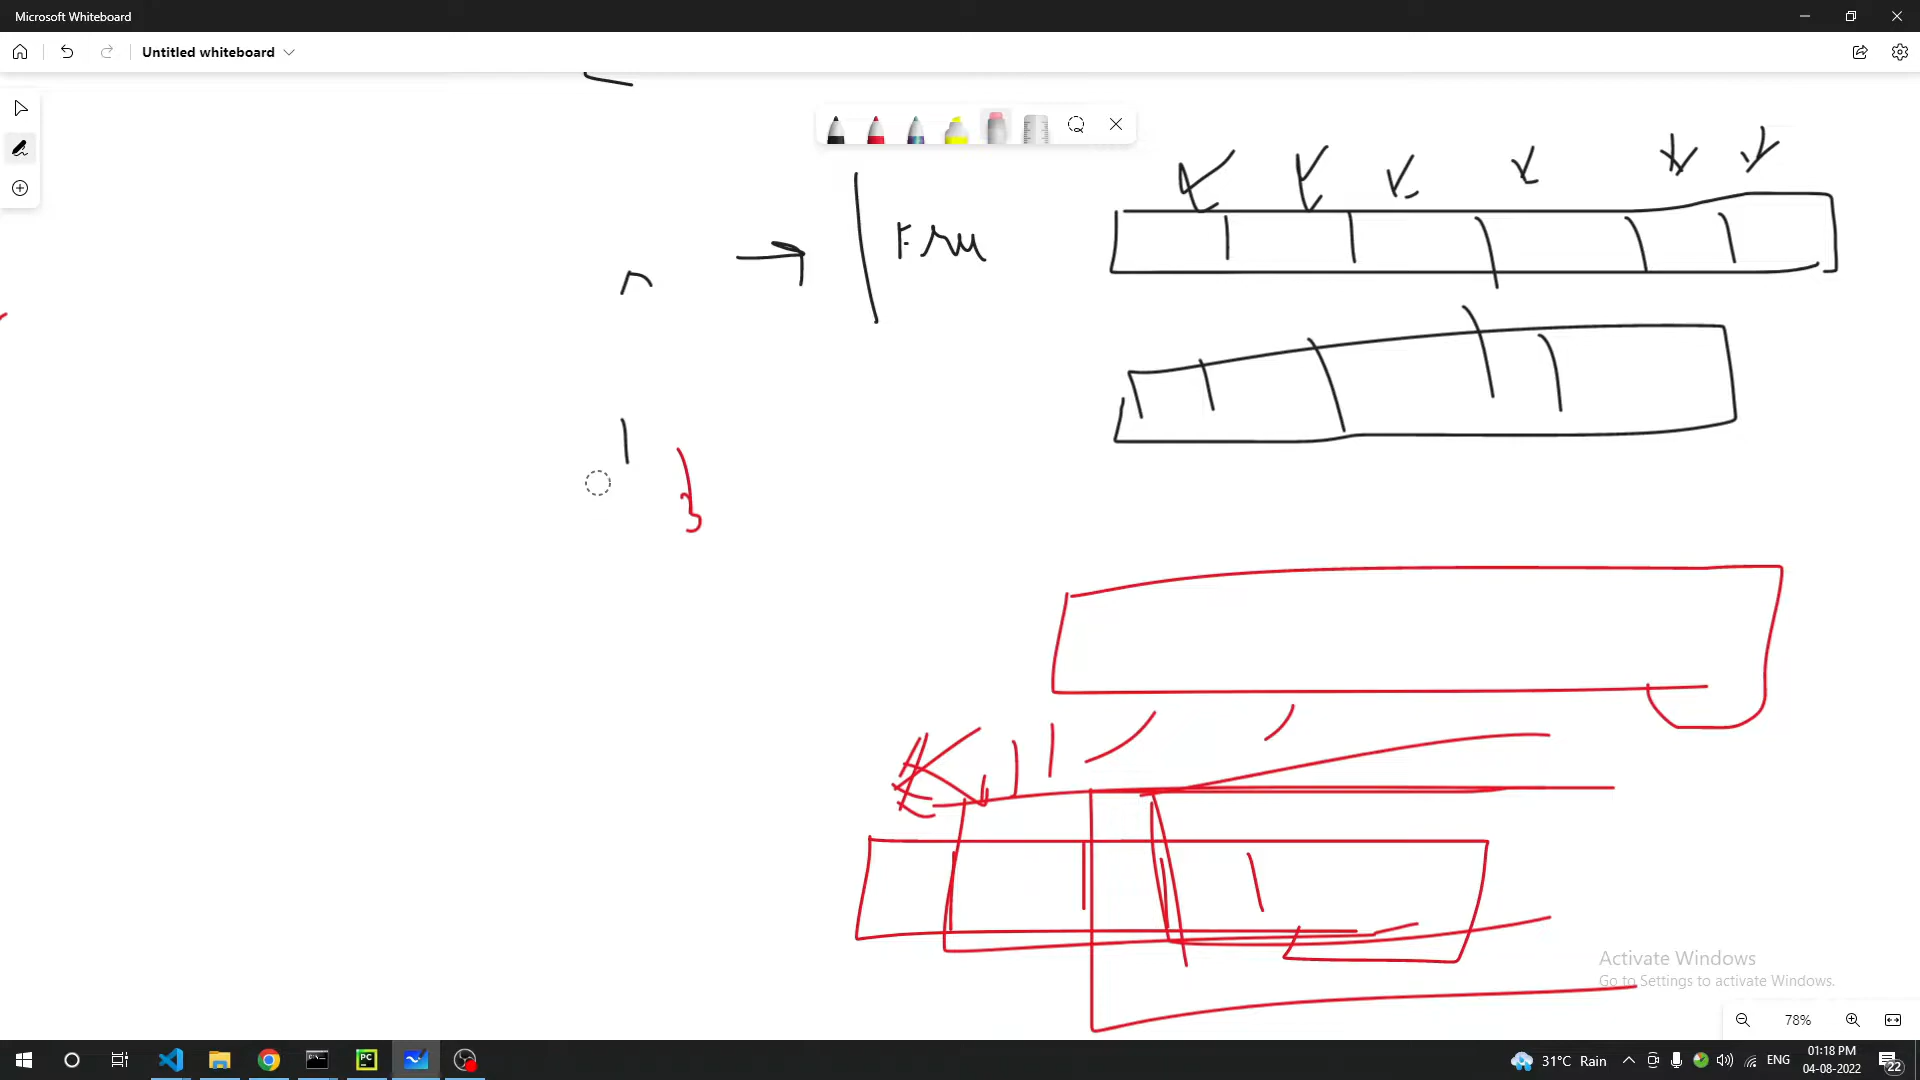 Microsoft Whiteboard
Untitled whiteboard
Activate Windows
Go to Settings to activate Windows.
78%
31°C Rain
ENG
01:18 PM
04-08-2022
22